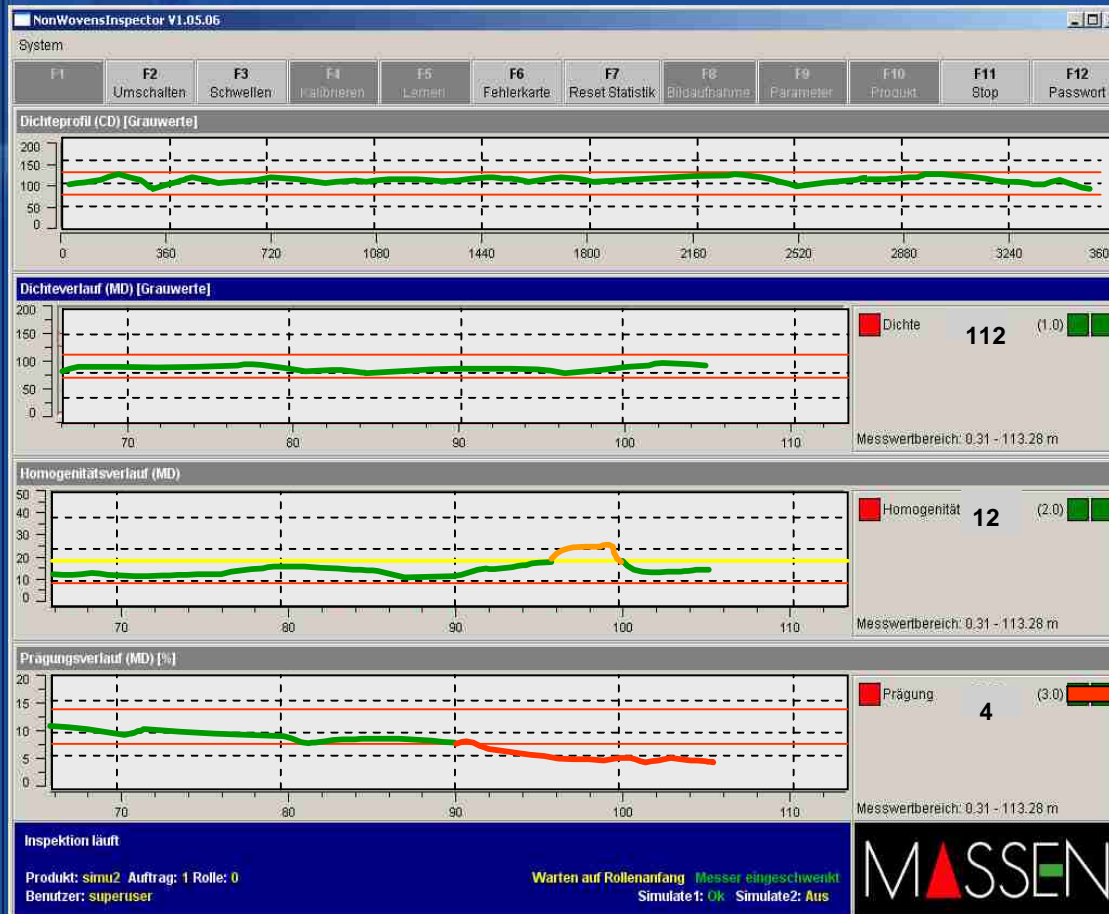 NonWovensInspector V1.05.06
System
F1 F2 F3 F4 F5 F6 F7 F8 F9 F10 F11 F12
Umschalten Schwellen Kalibrieren Lernen Fehlerkarte Reset Statistik Bildaufnahme Parameter Produkt Stop Passwort
Dichteprofil (CD) [Grauwerte]
200
150
100
50
0
0 360 720 1080 1440 1800 2160 2520 2880 3240 360
Dichteverlauf (MD) [Grauwerte]
200
150
100
50
0
70 80 90 100 110
Dichte 112 (1.0)
Messwertbereich: 0.31 - 113.28 m
Homogenitätsverlauf (MD)
50
40
30
20
10
0
70 80 90 100 110
Homogenität 12 (2.0)
Messwertbereich: 0.31 - 113.28 m
Prägungsverlauf (MD) [%]
20
15
10
5
0
70 80 90 100 110
Prägung 4 (3.0)
Messwertbereich: 0.31 - 113.28 m
Inspektion läuft
Produkt: simu2 Auftrag: 1 Rolle: 0 Warten auf Rollenanfang Messer eingeschwenkt
Benutzer: superuser Simulate1: Ok Simulate2: Aus
MASSEN